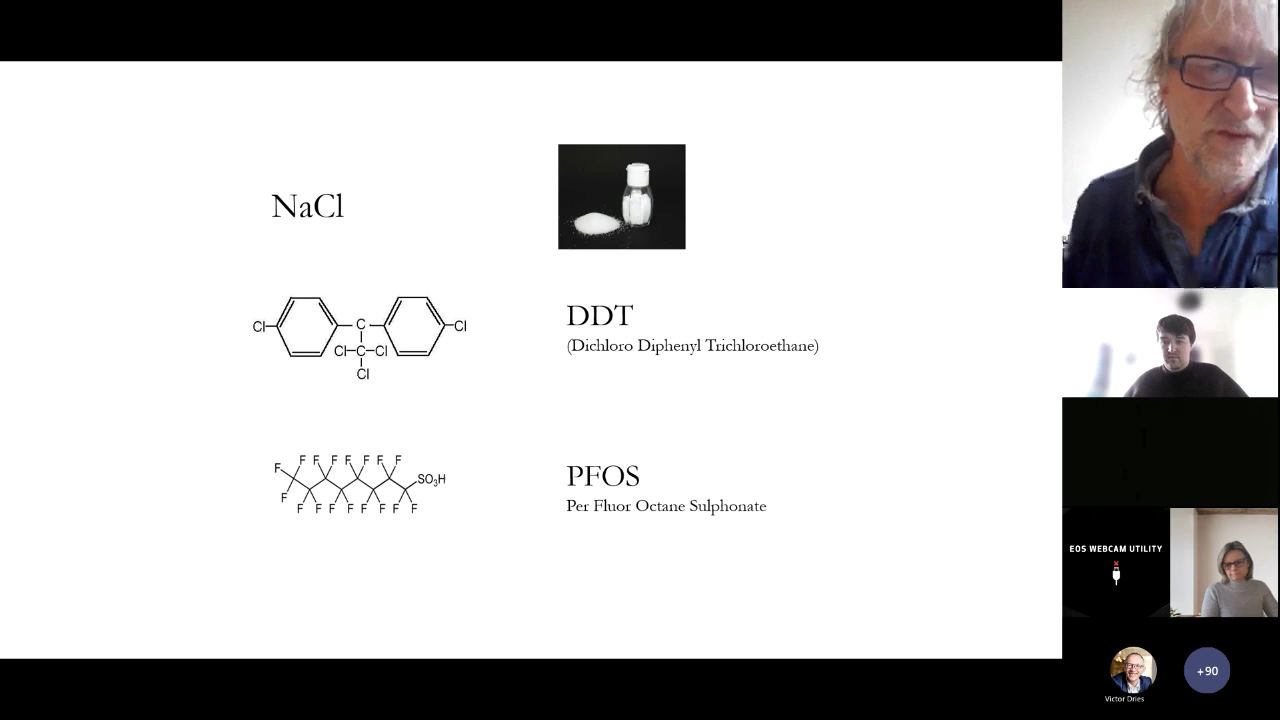 NaCl
DDT
(Dichloro Diphenyl Trichloroethane)
Cl
C
Cl
Cl
C
Cl
Cl
PFOS
Per Fluor Octane Sulphonate
F
F
F F F F F F F
SO₃H
F F F F F F F F
EOS WEBCAM UTILITY
Victor Dries
+90